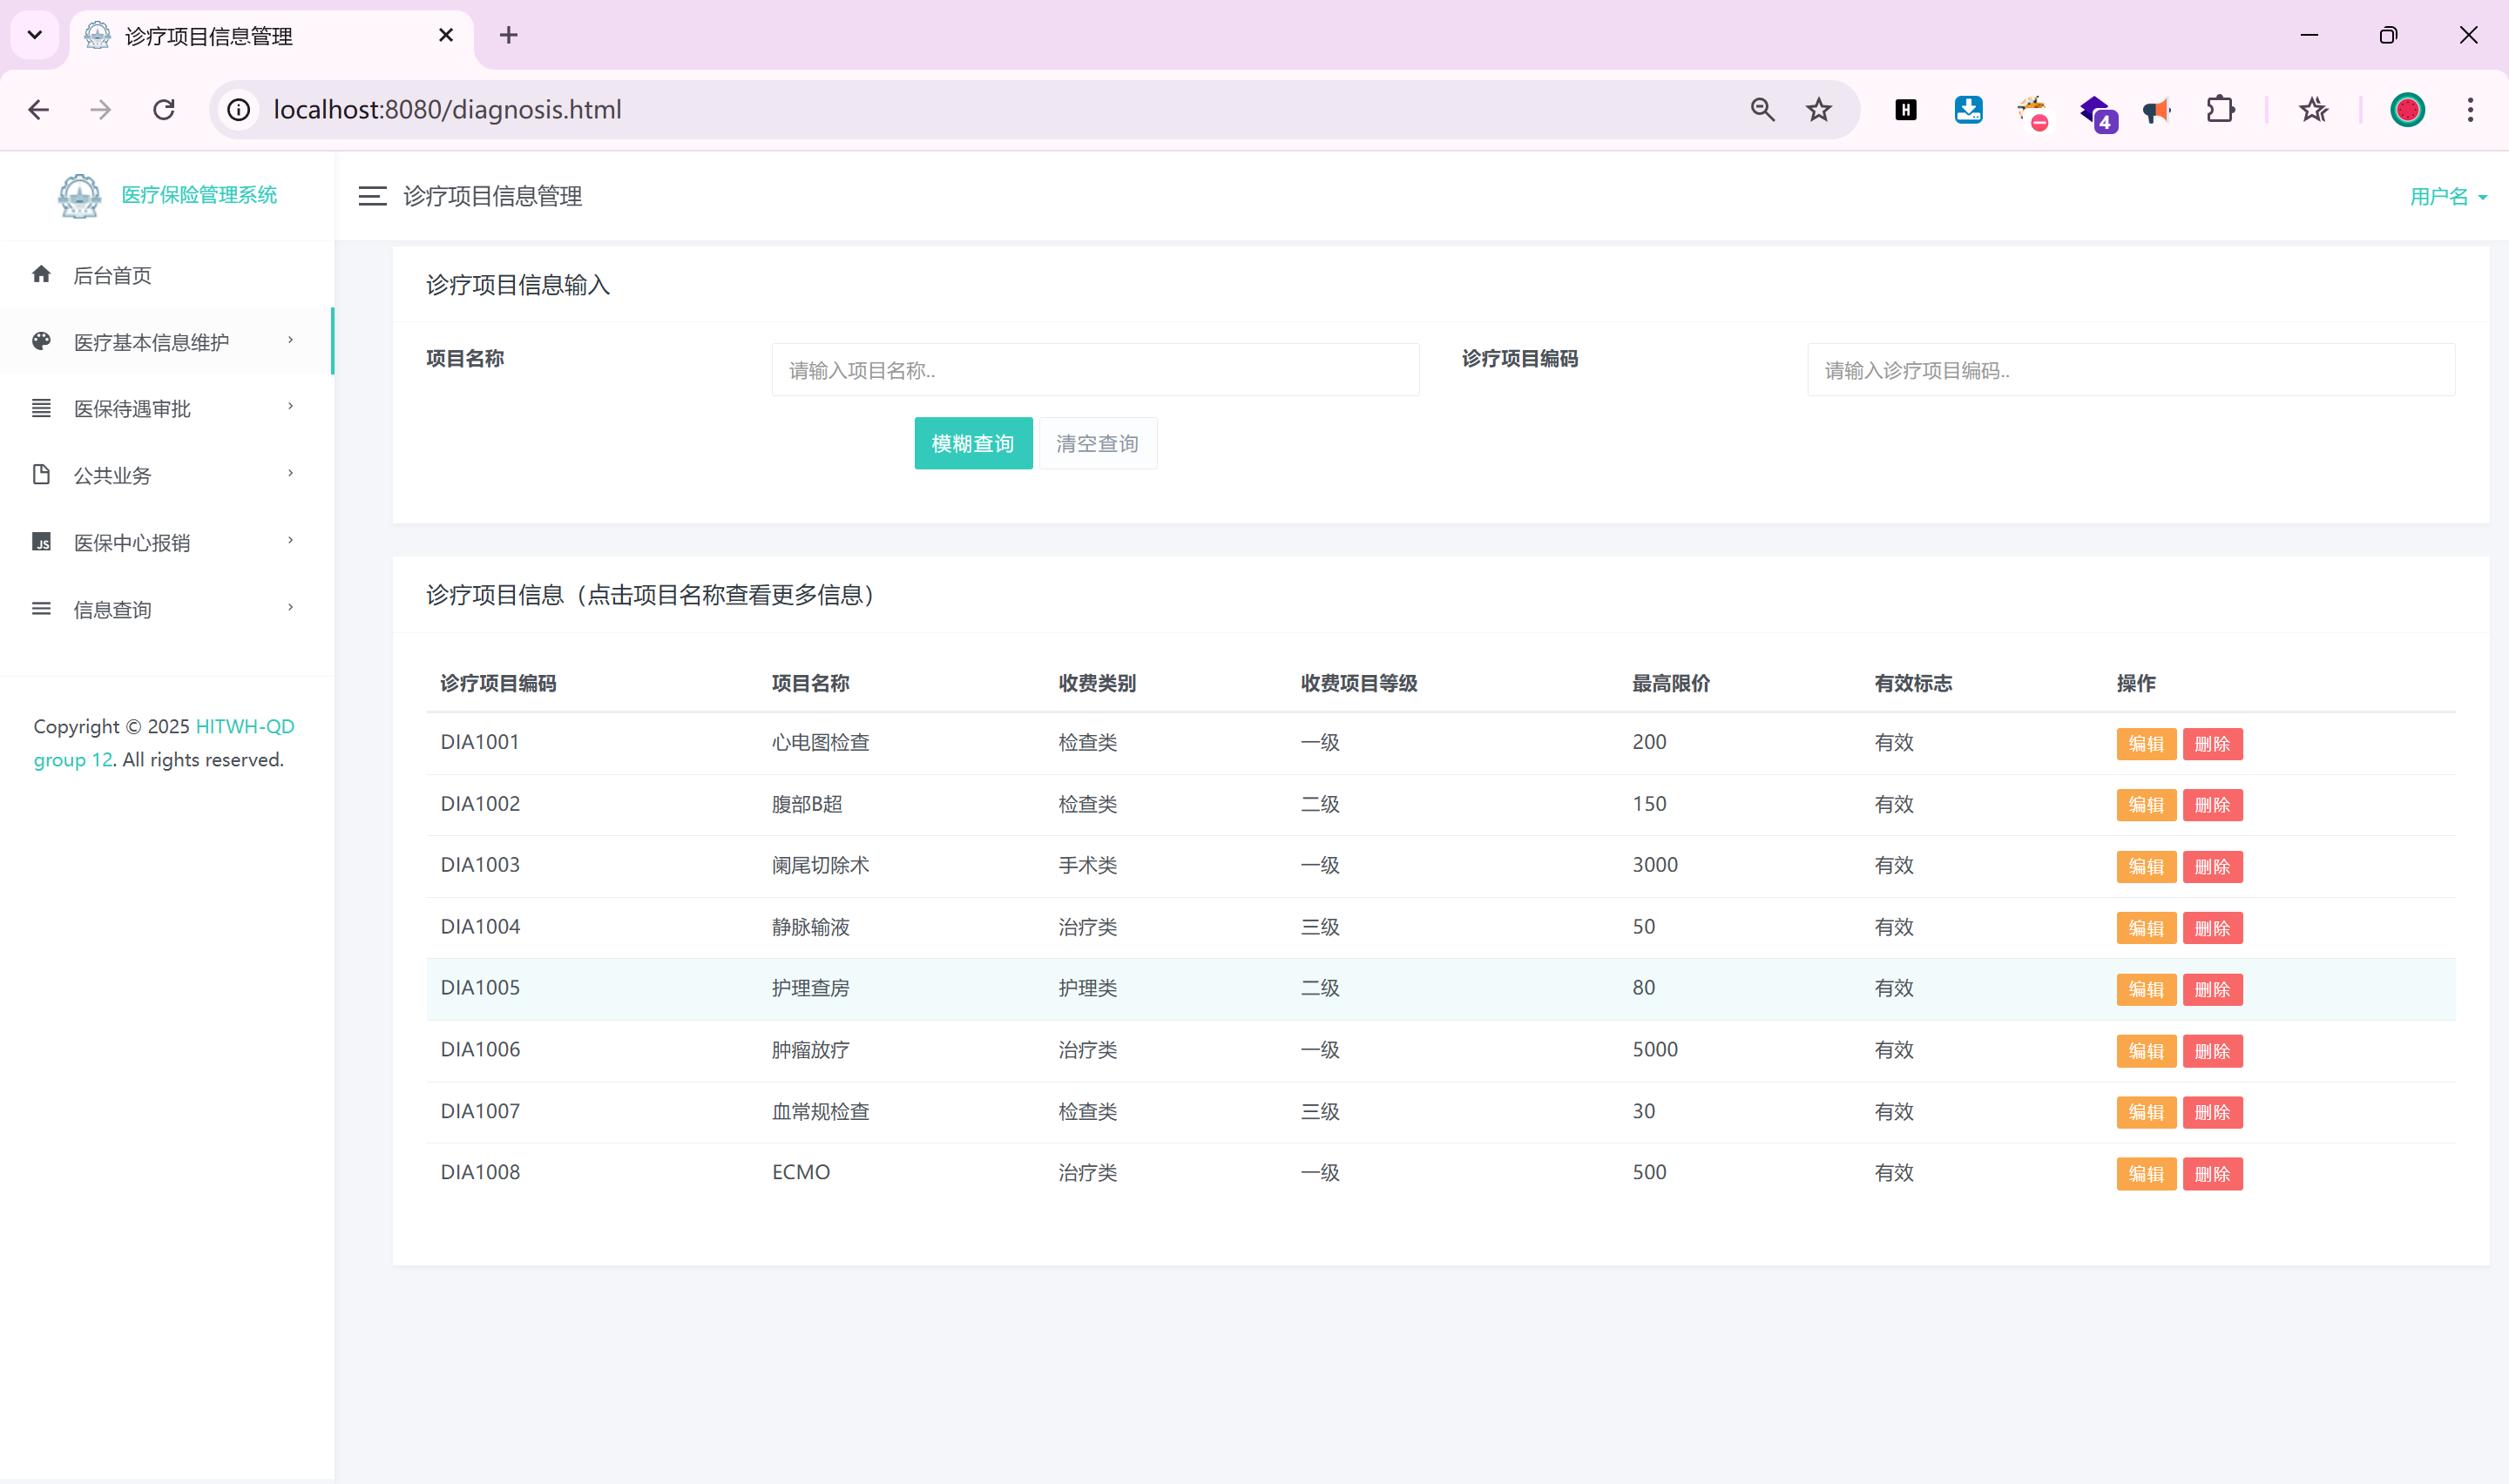 诊疗项目信息管理
localhost:8080/diagnosis.html
H
4
医疗保险管理系统
诊疗项目信息管理
用户名
后台首页
医疗基本信息维护
医保待遇审批
公共业务
JS 医保中心报销
信息查询
Copyright © 2025 HITWH-QD
group 12. All rights reserved.
诊疗项目信息输入
项目名称 请输入项目名称.. 诊疗项目编码 请输入诊疗项目编码..
模糊查询 清空查询
诊疗项目信息（点击项目名称查看更多信息）
诊疗项目编码 项目名称 收费类别 收费项目等级 最高限价 有效标志 操作
DIA1001 心电图检查 检查类 一级 200 有效 编辑 删除
DIA1002 腹部B超 检查类 二级 150 有效 编辑 删除
DIA1003 阑尾切除术 手术类 一级 3000 有效 编辑 删除
DIA1004 静脉输液 治疗类 三级 50 有效 编辑 删除
DIA1005 护理查房 护理类 二级 80 有效 编辑 删除
DIA1006 肿瘤放疗 治疗类 一级 5000 有效 编辑 删除
DIA1007 血常规检查 检查类 三级 30 有效 编辑 删除
DIA1008 ECMO 治疗类 一级 500 有效 编辑 删除